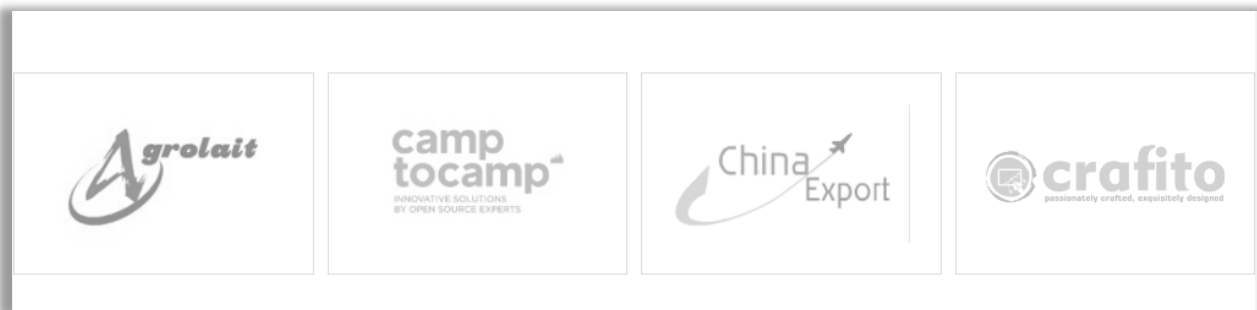 Agrolait
camp
tocamp
INNOVATIVE SOLUTIONS
BY OPEN SOURCE EXPERTS
China
Export
crafito
passionately crafted, exquisitely designed